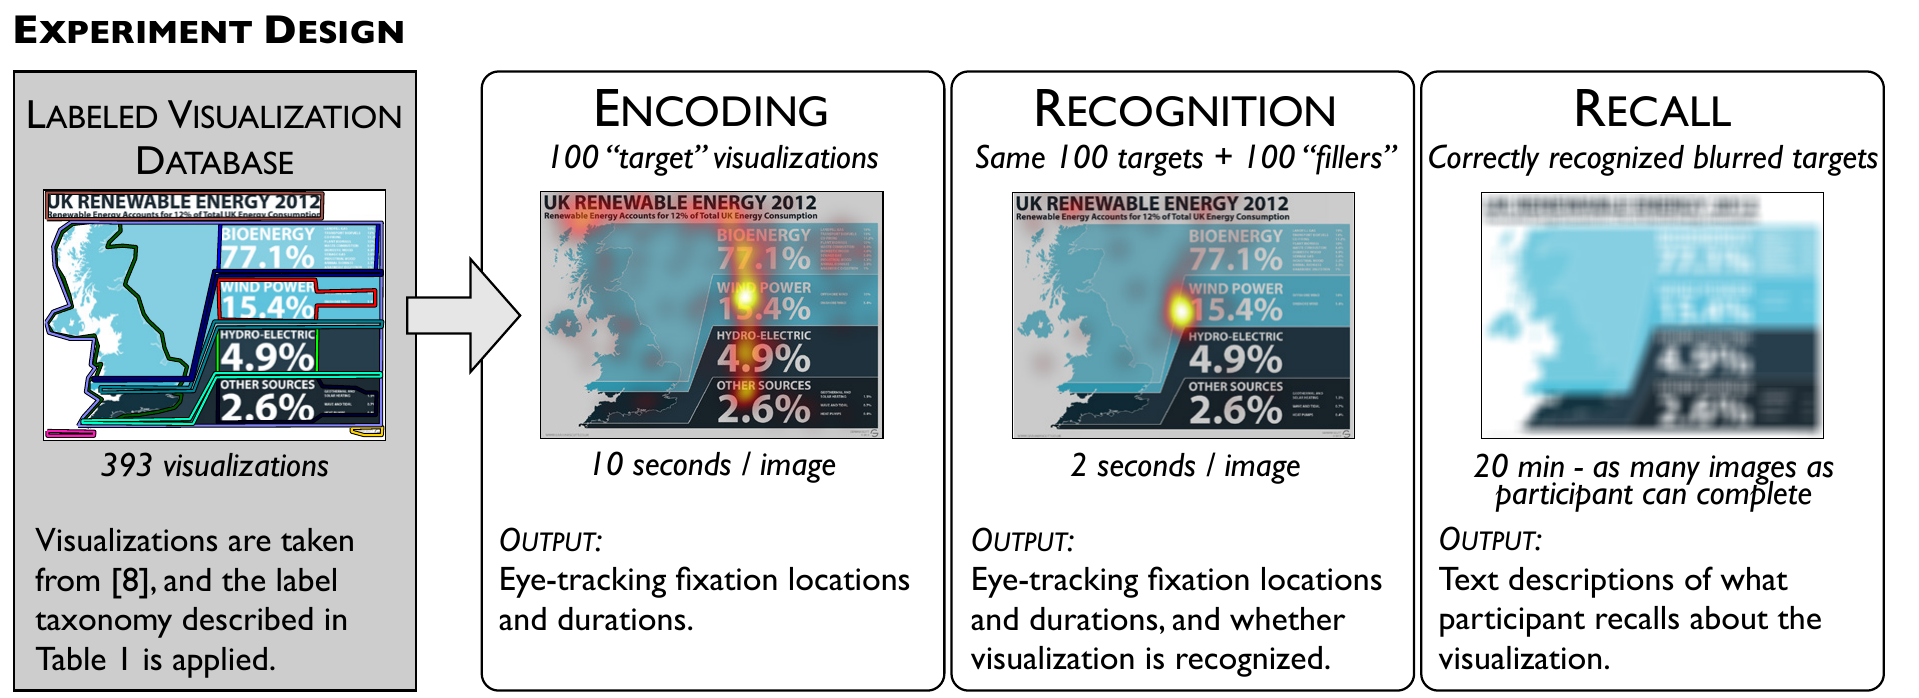 EXPERIMENT DESIGN
LABELED VISUALIZATION
DATABASE
UK RENEWABLE ENERGY 2012
Renewable Energy Accounts for 12% of Total UK Energy Consumption
BIOENERGY
77.1%
WIND POWER
15.4%
HYDRO-ELECTRIC
4.9%
OTHER SOURCES
2.6%
393 visualizations
Visualizations are taken
from [8], and the label
taxonomy described in
Table 1 is applied.
ENCODING
100 “target” visualizations
UK RENEWABLE ENERGY 2012
Renewable Energy Accounts for 12% of Total UK Energy Consumption
BIOENERGY
77.1%
WIND POWER
15.4%
HYDRO-ELECTRIC
4.9%
OTHER SOURCES
2.6%
10 seconds / image
OUTPUT:
Eye-tracking fixation locations
and durations.
RECOGNITION
Same 100 targets + 100 “fillers”
UK RENEWABLE ENERGY 2012
Renewable Energy Accounts for 12% of Total UK Energy Consumption
BIOENERGY
77.1%
WIND POWER
15.4%
HYDRO-ELECTRIC
4.9%
OTHER SOURCES
2.6%
2 seconds / image
OUTPUT:
Eye-tracking fixation locations
and durations, and whether
visualization is recognized.
RECALL
Correctly recognized blurred targets
20 min - as many images as
participant can complete
OUTPUT:
Text descriptions of what
participant recalls about the
visualization.